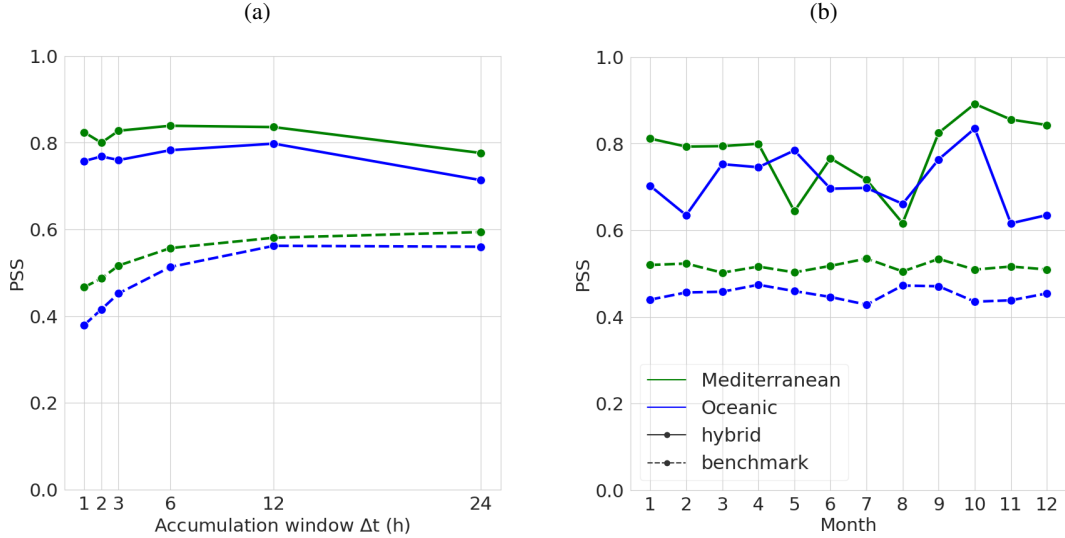 (a)
1.0
0.8
0.6
0.4
0.2
0.0
PSS
1 2 3 6 12 24
Accumulation window Δt (h)
(b)
1.0
0.8
0.6
0.4
0.2
0.0
PSS
Mediterranean
Oceanic
hybrid
benchmark
1 2 3 4 5 6 7 8 9 10 11 12
Month